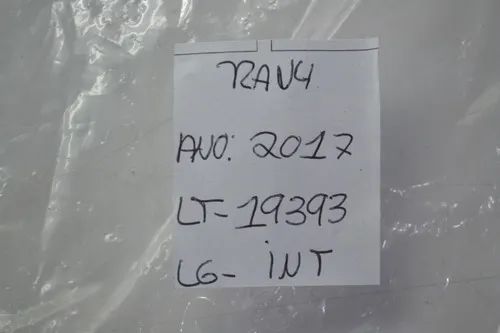 RAV4
ANO: 2017
LT-19393
LG- INT